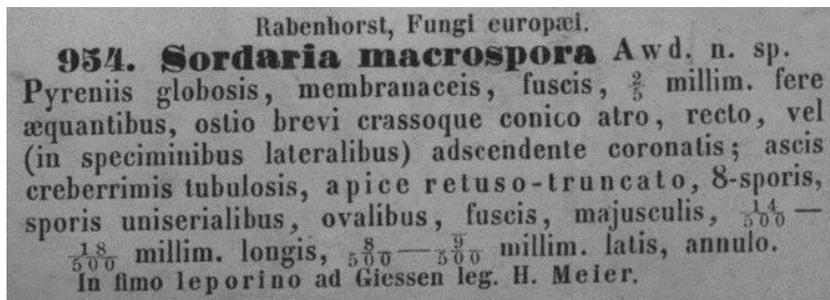 Rabenhorst, Fungi europæi.
954. Sordaria macrospora Awd. n. sp.
Pyreniis globosis, membranaceis, fuscis, 2/5 millim. fere
æquantibus, ostio brevi crassoque conico atro, recto, vel
(in speciminibus lateralibus) adscendente coronatis; ascis
creberrimis tubulosis, apice retuso-truncato, 8-sporis,
sporis uniserialibus, ovalibus, fuscis, majusculis, 14/500—
18/500 millim. longis, 8/500—9/500 millim. latis, annulo.
In fimo leporino ad Giessen leg. H. Meier.